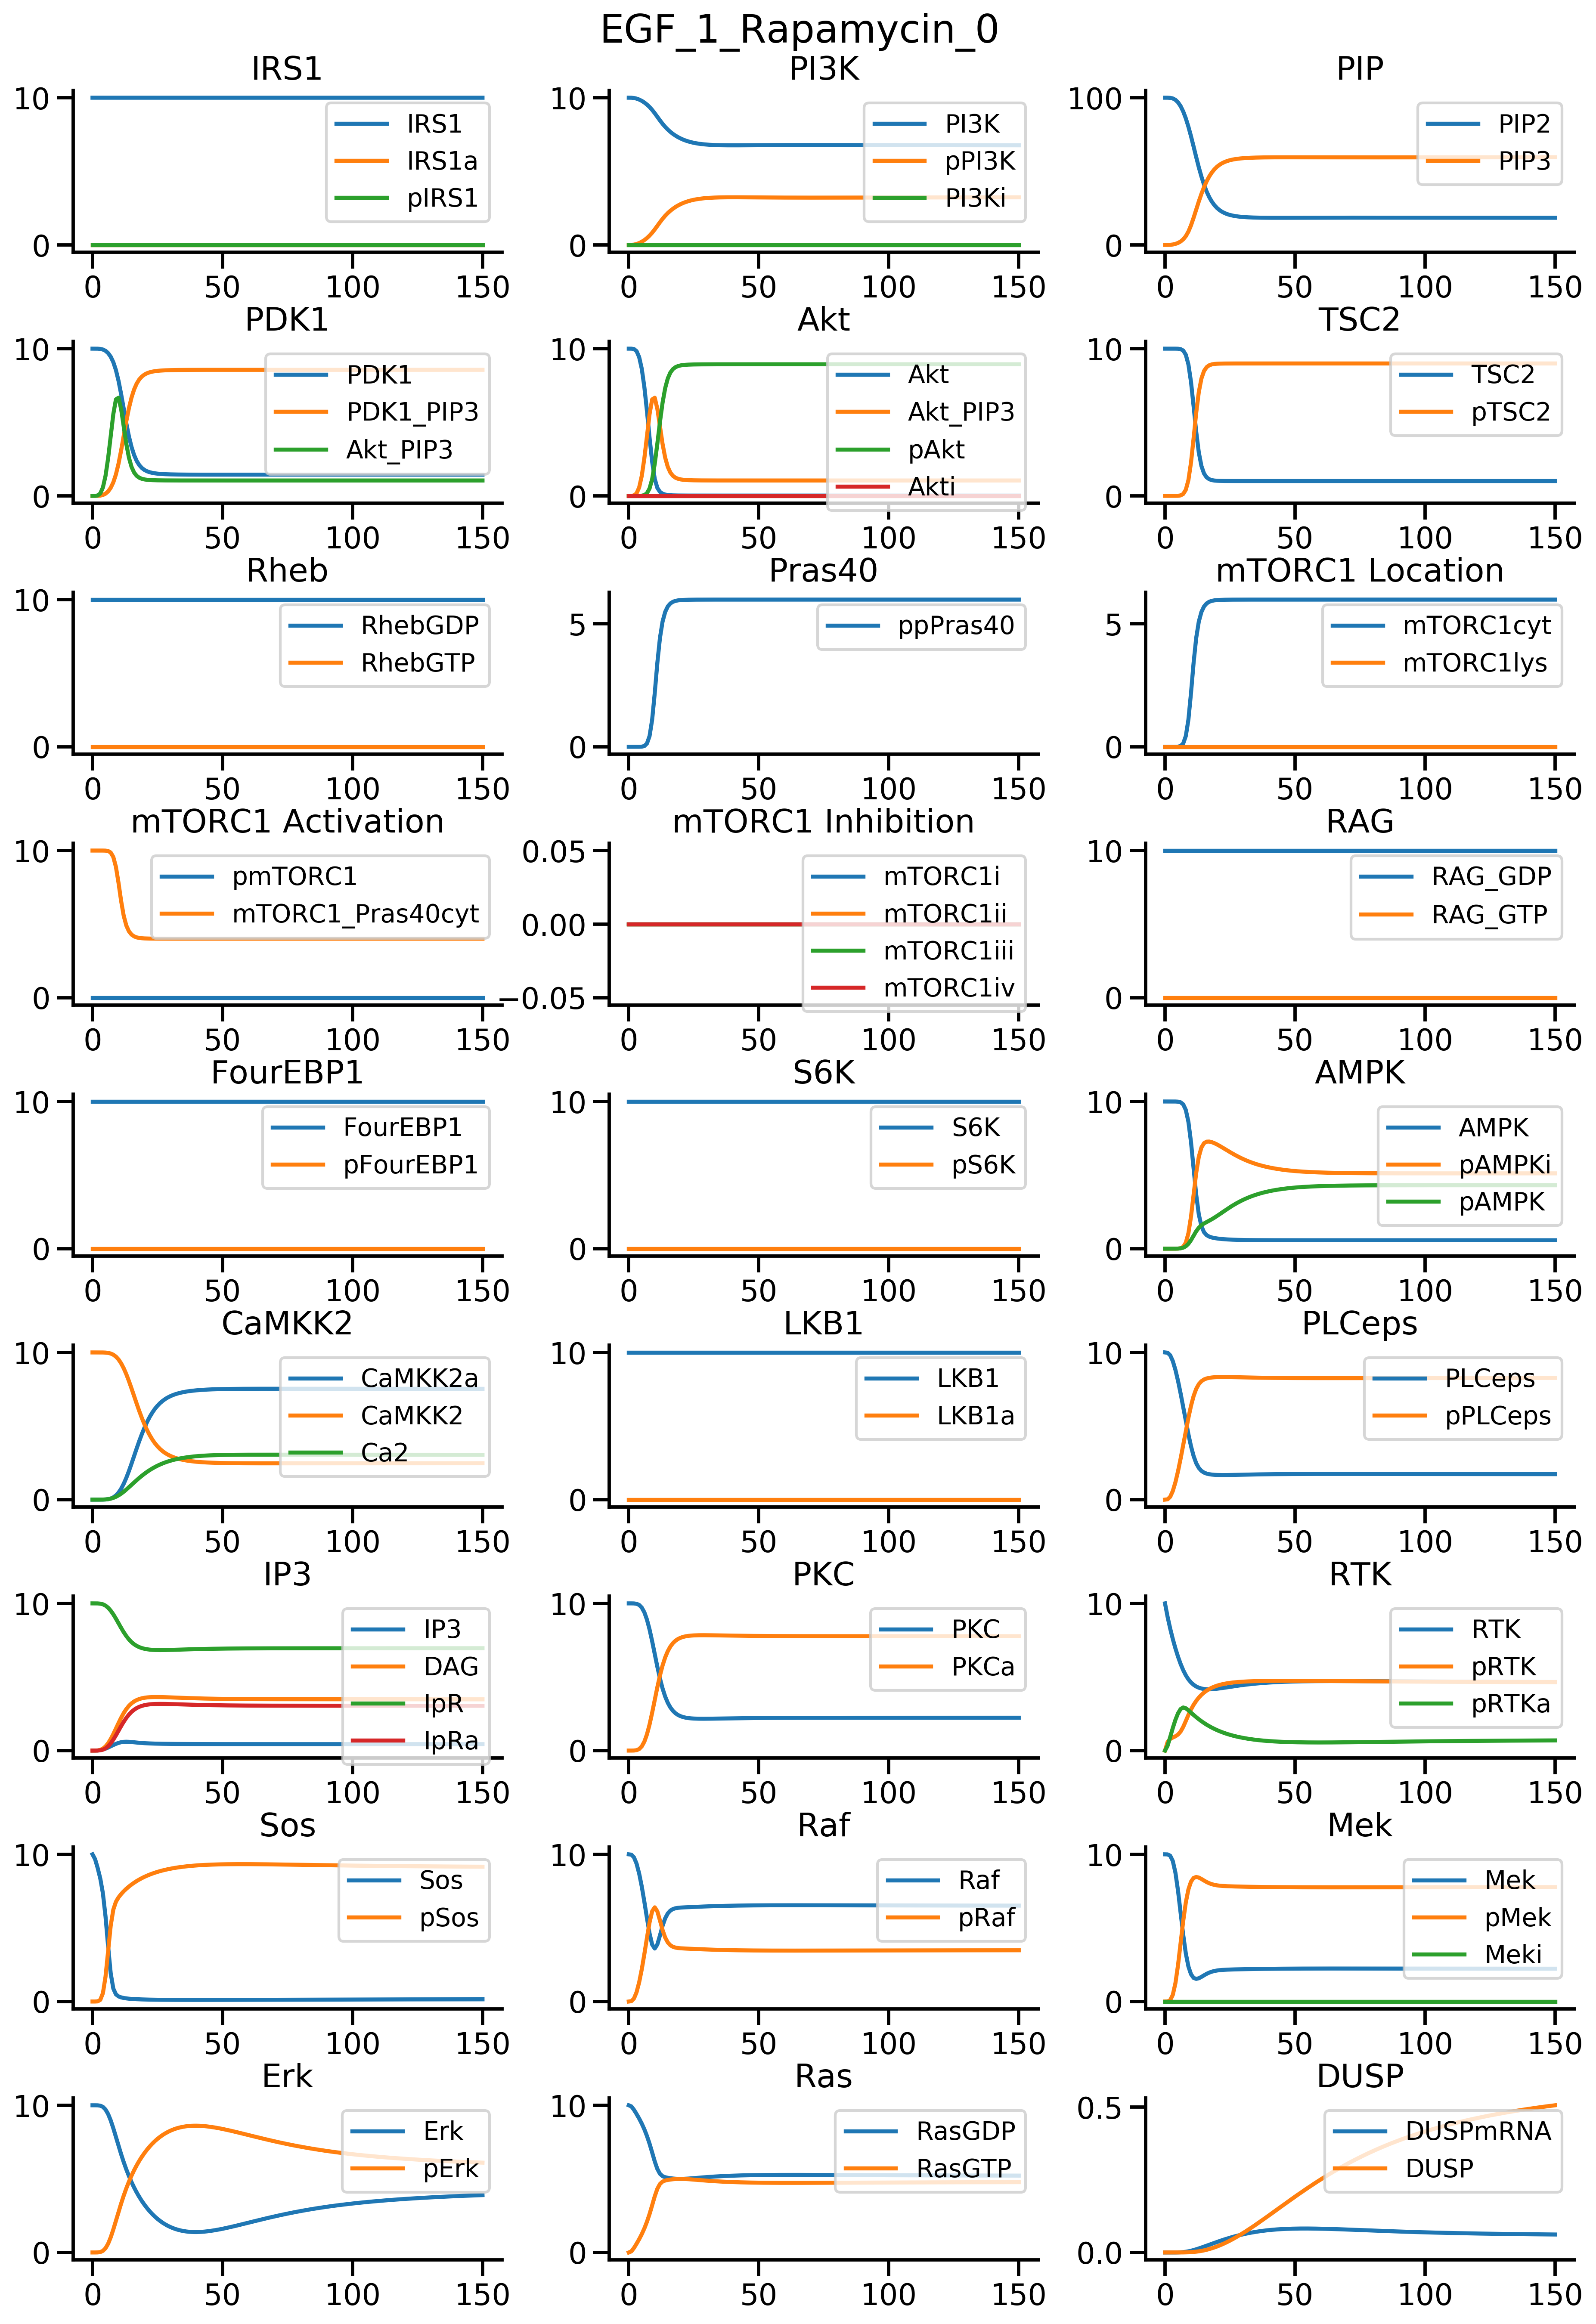 EGF_1_Rapamycin_0
IRS1
10
0
0 50 100 150
IRS1
IRS1a
pIRS1
PI3K
10
0
0 50 100 150
PI3K
pPI3K
PI3Ki
PIP
100
0
0 50 100 150
PIP2
PIP3
PDK1
10
0
0 50 100 150
PDK1
PDK1_PIP3
Akt_PIP3
Akt
10
0
0 50 100 150
Akt
Akt_PIP3
pAkt
Akti
TSC2
10
0
0 50 100 150
TSC2
pTSC2
Rheb
10
0
0 50 100 150
RhebGDP
RhebGTP
Pras40
5
0
0 50 100 150
ppPras40
mTORC1 Location
5
0
0 50 100 150
mTORC1cyt
mTORC1lys
mTORC1 Activation
10
0
0 50 100 150
pmTORC1
mTORC1_Pras40cyt
mTORC1 Inhibition
0.05
0.00
−0.05
0 50 100 150
mTORC1i
mTORC1ii
mTORC1iii
mTORC1iv
RAG
10
0
0 50 100 150
RAG_GDP
RAG_GTP
FourEBP1
10
0
0 50 100 150
FourEBP1
pFourEBP1
S6K
10
0
0 50 100 150
S6K
pS6K
AMPK
10
0
0 50 100 150
AMPK
pAMPKi
pAMPK
CaMKK2
10
0
0 50 100 150
CaMKK2a
CaMKK2
Ca2
LKB1
10
0
0 50 100 150
LKB1
LKB1a
PLCeps
10
0
0 50 100 150
PLCeps
pPLCeps
IP3
10
0
0 50 100 150
IP3
DAG
IpR
IpRa
PKC
10
0
0 50 100 150
PKC
PKCa
RTK
10
0
0 50 100 150
RTK
pRTK
pRTKa
Sos
10
0
0 50 100 150
Sos
pSos
Raf
10
0
0 50 100 150
Raf
pRaf
Mek
10
0
0 50 100 150
Mek
pMek
Meki
Erk
10
0
0 50 100 150
Erk
pErk
Ras
10
0
0 50 100 150
RasGDP
RasGTP
DUSP
0.5
0.0
0 50 100 150
DUSPmRNA
DUSP